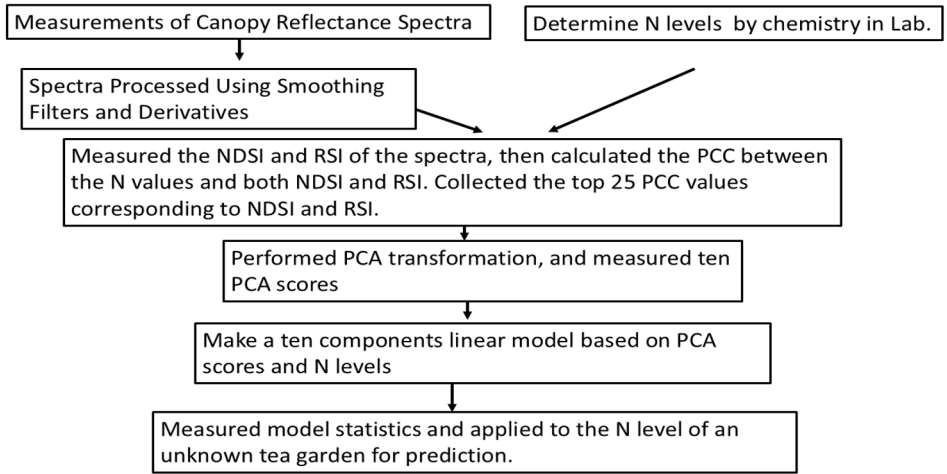 Measurements of Canopy Reflectance Spectra
Determine N levels by chemistry in Lab.
Spectra Processed Using Smoothing
Filters and Derivatives
Measured the NDSI and RSI of the spectra, then calculated the PCC between
the N values and both NDSI and RSI. Collected the top 25 PCC values
corresponding to NDSI and RSI.
Performed PCA transformation, and measured ten
PCA scores
Make a ten components linear model based on PCA
scores and N levels
Measured model statistics and applied to the N level of an
unknown tea garden for prediction.